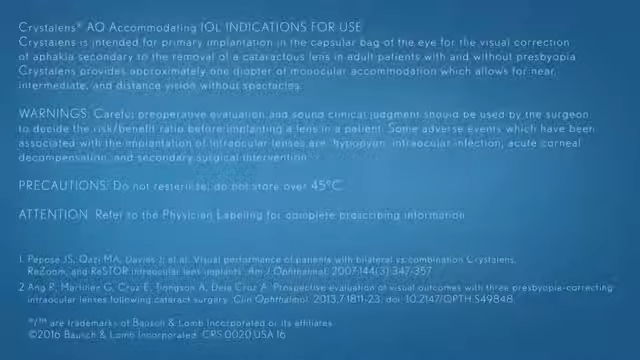 Crystalens® AO Accommodating IOL INDICATIONS FOR USE
Crystalens is intended for primary implantation in the capsular bag of the eye for the visual correction
of aphakia secondary to the removal of a cataractous lens in adult patients with and without presbyopia
Crystalens provides approximately one diopter of monocular accommodation which allows for near,
intermediate, and distance vision without spectacles.
WARNINGS: Careful preoperative evaluation and sound clinical judgment should be used by the surgeon
to decide the risk/benefit ratio before implanting a lens in a patient. Some adverse events which have been
associated with the implantation of intraocular lenses are: hypopyon, intraocular infection, acute corneal
decompensation, and secondary surgical intervention.
PRECAUTIONS: Do not resterilize; do not store over 45°C.
ATTENTION: Refer to the Physician Labeling for complete prescribing information.
1. Pepose JS, Qazi MA, Davies J, et al. Visual performance of patients with bilateral vs combination Crystalens,
ReZoom, and ReSTOR intraocular lens implants. Am J Ophthalmol. 2007;144(3):347-357.
2. Ang R, Martinez G, Cruz E, Tiongson A, Dela Cruz A. Prospective evaluation of visual outcomes with three presbyopia-correcting
intraocular lenses following cataract surgery. Clin Ophthalmol. 2013;7:1811-23. doi: 10.2147/OPTH.S49848.
®/™ are trademarks of Bausch & Lomb Incorporated or its affiliates.
©2016 Bausch & Lomb Incorporated. CRS.0020.USA.16